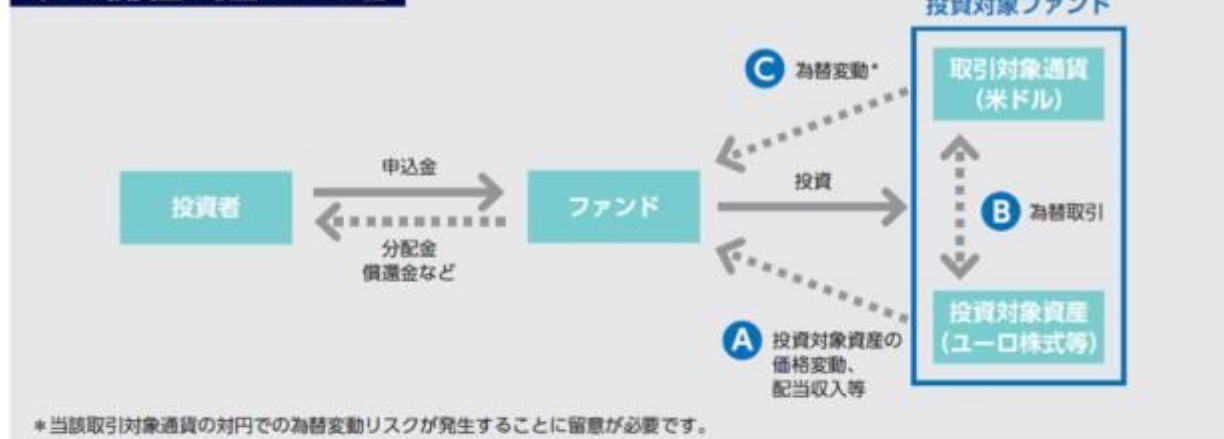 投資対象ファンド
C 為替変動*
取引対象通貨
(米ドル)
申込金
投資
投資者
ファンド
B 為替取引
分配金
償還金など
A 投資対象資産の
価格変動、
配当収入等
投資対象資産
(ユーロ株式等)
*当該取引対象通貨の対円での為替変動リスクが発生することに留意が必要です。